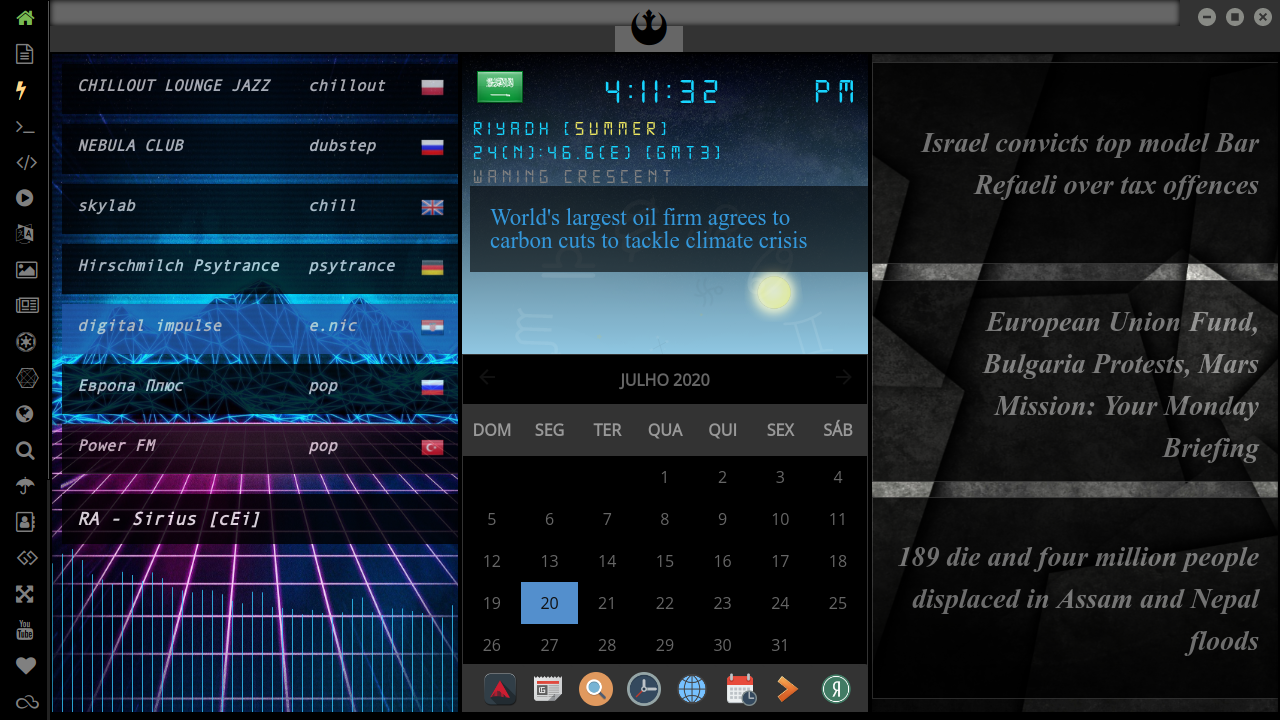 CHILLOUT LOUNGE JAZZ chillout
NEBULA CLUB dubstep
skylab chill
Hirschmilch Psytrance psytrance
digital impulse e.nic
Европа Плюс pop
Power FM pop
RA - Sirius [cEi]
4:11:32 PM
RIYADH (SUMMER)
24(N):46.6(E) (GMT3)
WANING CRESCENT
World's largest oil firm agrees to
carbon cuts to tackle climate crisis
JULHO 2020
DOM SEG TER QUA QUI SEX SÁB
1 2 3 4
5 6 7 8 9 10 11
12 13 14 15 16 17 18
19 20 21 22 23 24 25
26 27 28 29 30 31
Я
Israel convicts top model Bar
Refaeli over tax offences
European Union Fund,
Bulgaria Protests, Mars
Mission: Your Monday
Briefing
189 die and four million people
displaced in Assam and Nepal
floods
You
Tube